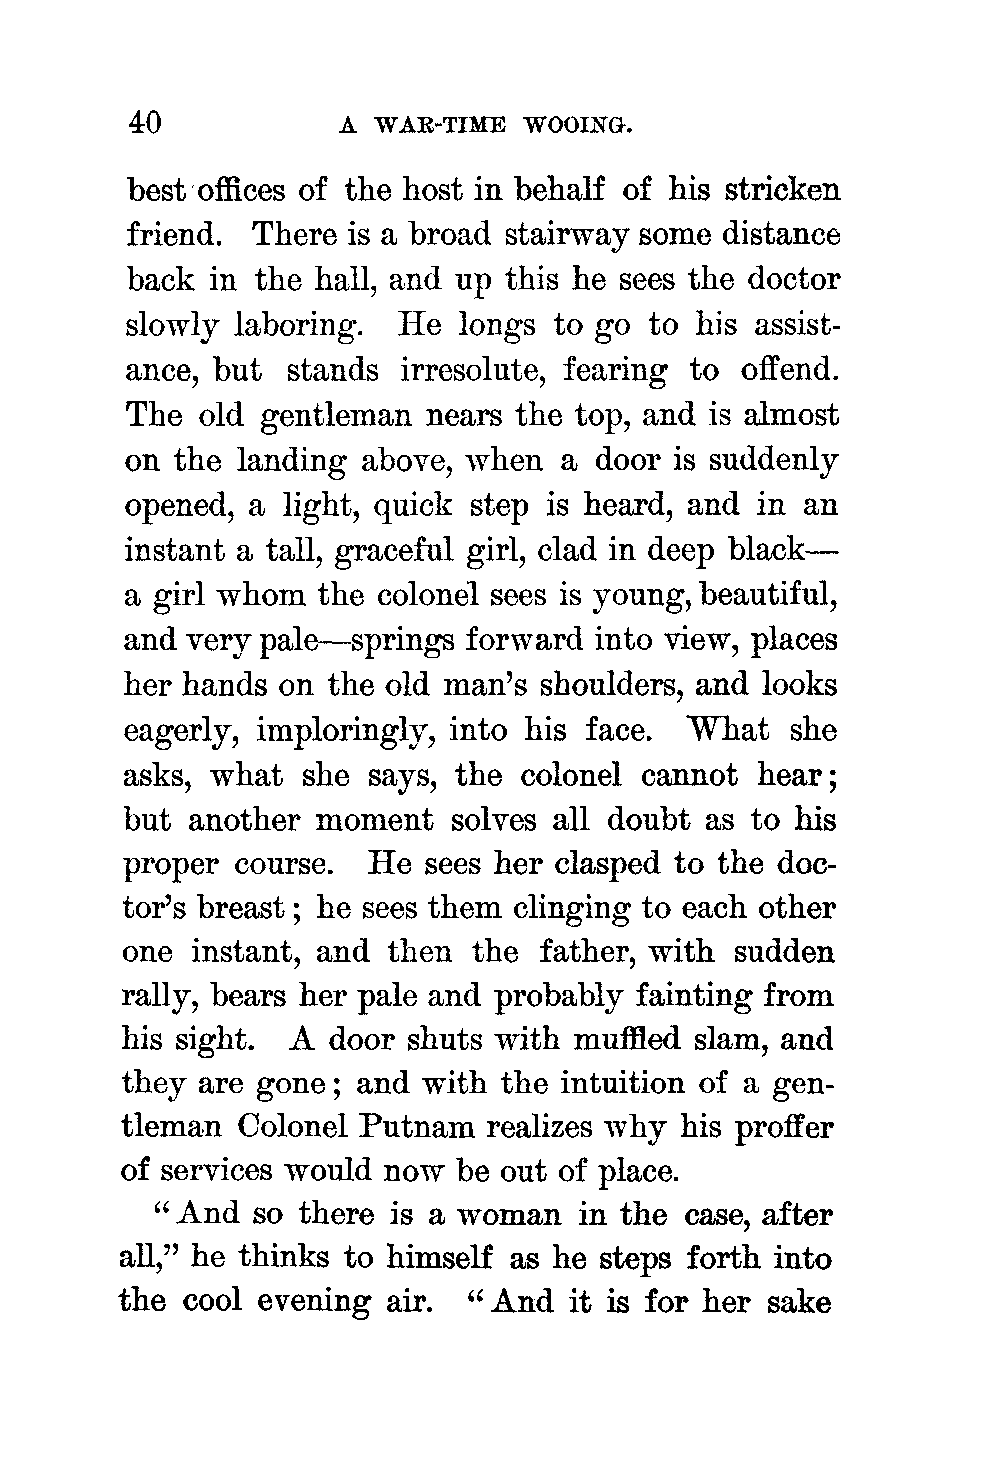 40 A WAR-TIME WOOING.
best offices of the host in behalf of his stricken
friend. There is a broad stairway some distance
back in the hall, and up this he sees the doctor
slowly laboring. He longs to go to his assist-
ance, but stands irresolute, fearing to offend.
The old gentleman nears the top, and is almost
on the landing above, when a door is suddenly
opened, a light, quick step is heard, and in an
instant a tall, graceful girl, clad in deep black—
a girl whom the colonel sees is young, beautiful,
and very pale—springs forward into view, places
her hands on the old man's shoulders, and looks
eagerly, imploringly, into his face. What she
asks, what she says, the colonel cannot hear;
but another moment solves all doubt as to his
proper course. He sees her clasped to the doc-
tor's breast; he sees them clinging to each other
one instant, and then the father, with sudden
rally, bears her pale and probably fainting from
his sight. A door shuts with muffled slam, and
they are gone; and with the intuition of a gen-
tleman Colonel Putnam realizes why his proffer
of services would now be out of place.
"And so there is a woman in the case, after
all," he thinks to himself as he steps forth into
the cool evening air. "And it is for her sake